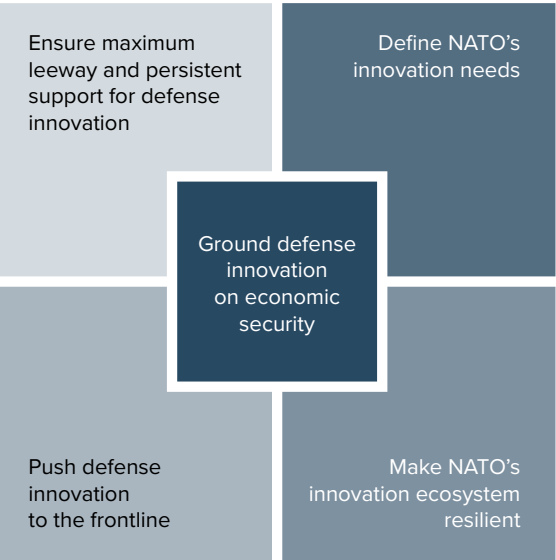 Ensure maximum
leeway and persistent
support for defense
innovation
Define NATO’s
innovation needs
Ground defense
innovation
on economic
security
Push defense
innovation
to the frontline
Make NATO’s
innovation ecosystem
resilient